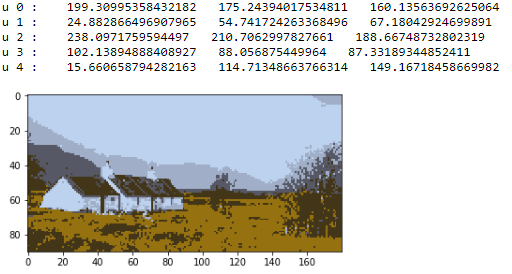 u 0 : 199.30995358432182 175.24394017534811 160.13563692625064
u 1 : 24.882866496907965 54.741724263368496 67.18042924699891
u 2 : 238.0971759594497 210.7062997827661 188.66748732802319
u 3 : 102.13894888408927 88.056875449964 87.33189344852411
u 4 : 15.660658794282163 114.71348663766314 149.16718458669982
0
20
40
60
80
0 20 40 60 80 100 120 140 160